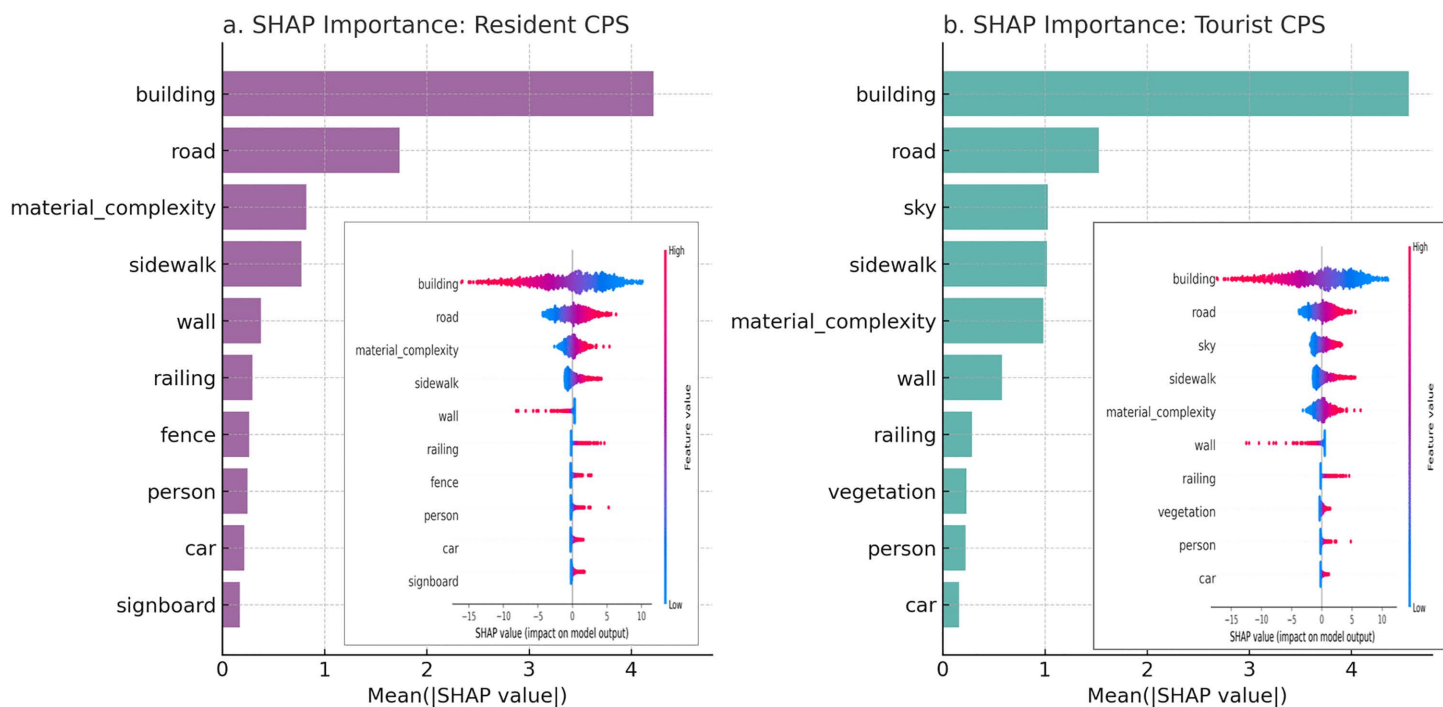 a. SHAP Importance: Resident CPS
building
road
material_complexity
sidewalk
wall
railing
fence
person
car
signboard
0 1 2 3 4
Mean(|SHAP value|)
building
road
material_complexity
sidewalk
wall
railing
fence
person
car
signboard
−15 −10 −5 0 5 10
SHAP value (impact on model output)
High
Feature value
Low
b. SHAP Importance: Tourist CPS
building
road
sky
sidewalk
material_complexity
wall
railing
vegetation
person
car
0 1 2 3 4
Mean(|SHAP value|)
building
road
sky
sidewalk
material_complexity
wall
railing
vegetation
person
car
−15 −10 −5 0 5 10
SHAP value (impact on model output)
High
Feature value
Low